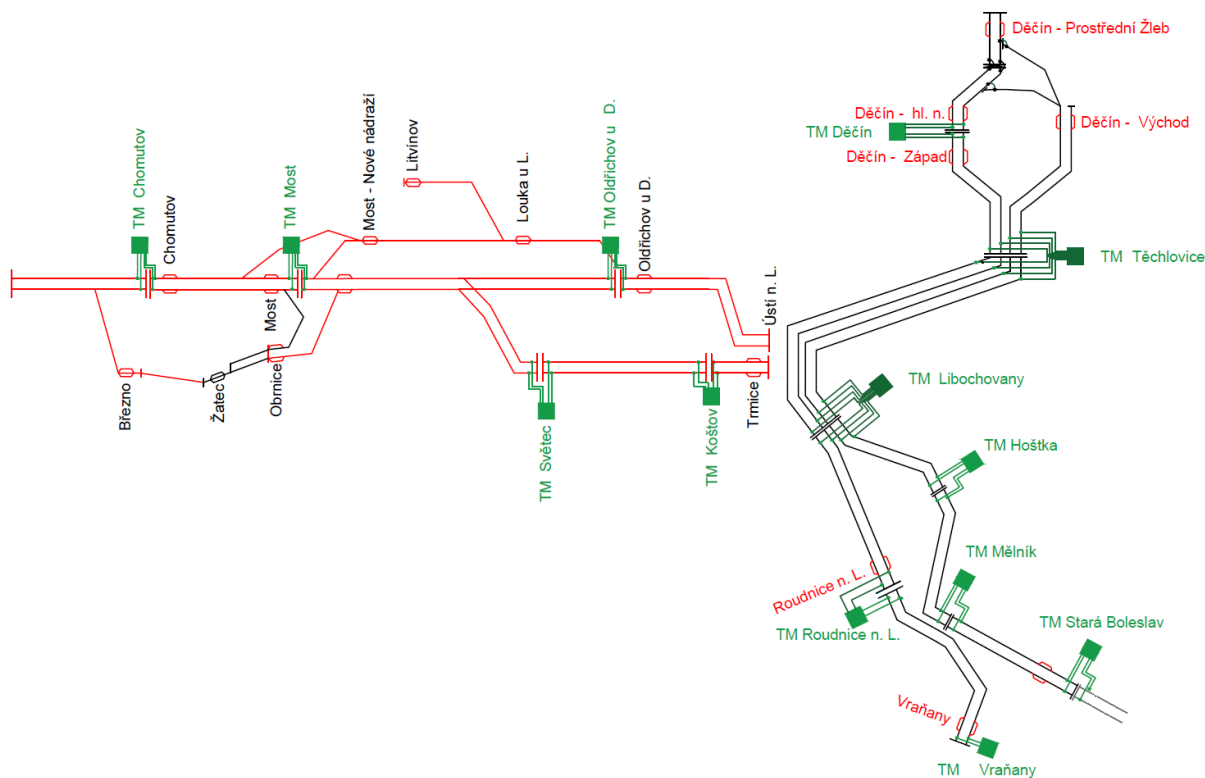 Děčín - Prostřední Žleb
Děčín - hl. n.
TM Děčín
Děčín - Východ
Děčín - Západ
TM Chomutov
Chomutov
TM Most
Most
Most - Nové nádraží
Litvínov
Louka u L.
TM Oldřichov u D.
Oldřichov u D.
Ústí n. L.
TM Těchlovice
Březno
Žatec
Obrnice
TM Světec
TM Koštov
Trmice
TM Libochovany
TM Hoštka
TM Mělník
Roudnice n. L.
TM Roudnice n. L.
TM Stará Boleslav
Vraňany
TM Vraňany